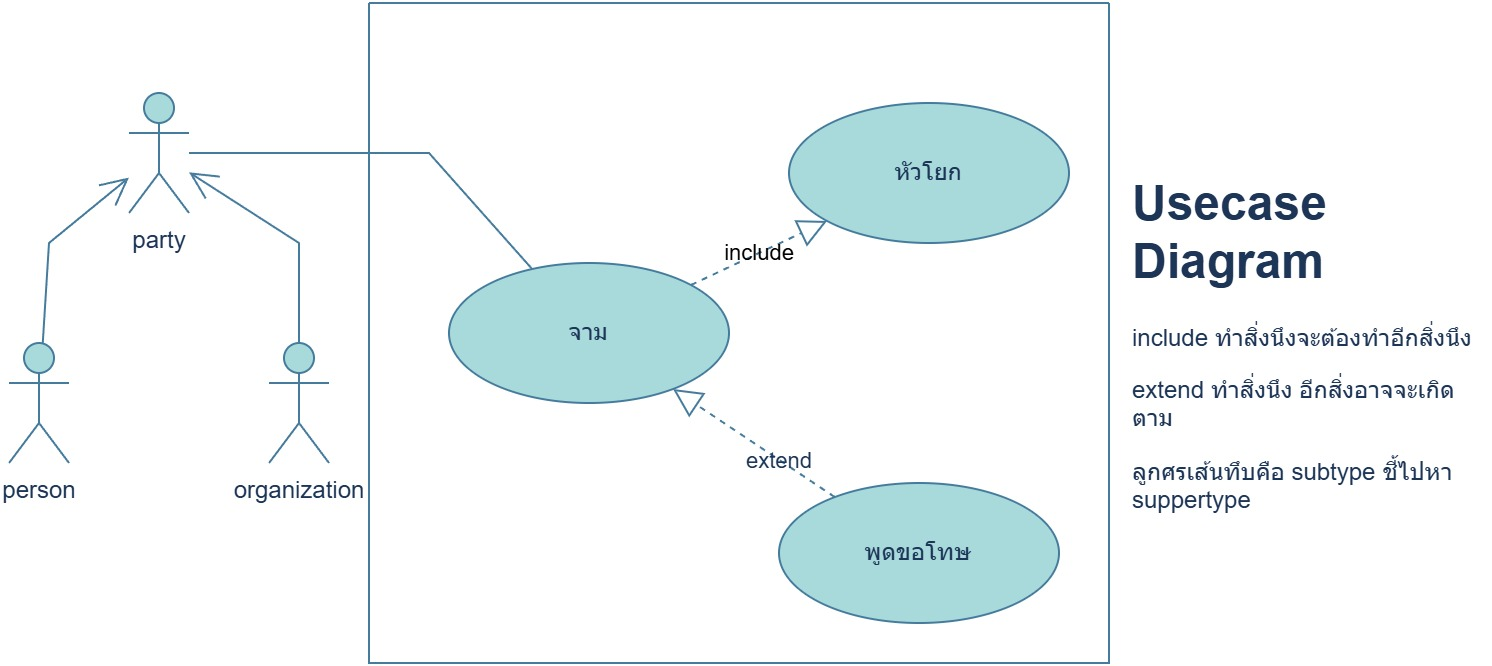 party
person
organization
หัวโยก
include
จาม
extend
พูดขอโทษ
Usecase
Diagram
include ทำสิ่งนึงจะต้องทำอีกสิ่งนึง
extend ทำสิ่งนึง อีกสิ่งอาจจะเกิด
ตาม
ลูกศรเส้นทึบคือ subtype ชี้ไปหา
suppertype